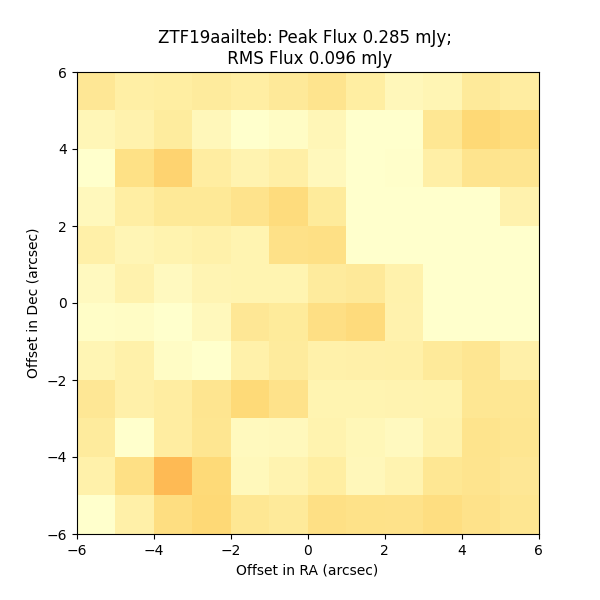 ZTF19aailteb: Peak Flux 0.285 mJy;
RMS Flux 0.096 mJy
6
4
2
0
−2
−4
−6
Offset in Dec (arcsec)
−6 −4 −2 0 2 4 6
Offset in RA (arcsec)